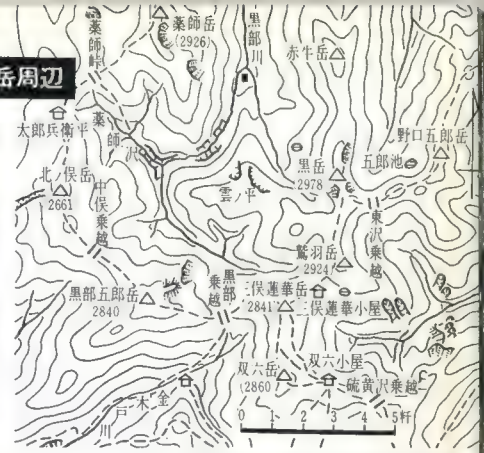 岳周辺
薬師峠
薬師岳
(2926)
黒部川
赤牛岳
太郎兵衛平
薬師沢
野口五郎岳
五郎池
黒岳
2978
北ノ俣岳
2661
中俣乗越
雲ノ平
東沢乗越
鷲羽岳
2924
黒部五郎岳
2840
黒部乗越
三俣蓮華岳
2841
三俣蓮華小屋
双六岳
(2860)
双六小屋
硫黄沢乗越
金木戸川
0 1 2 3 4 5粁